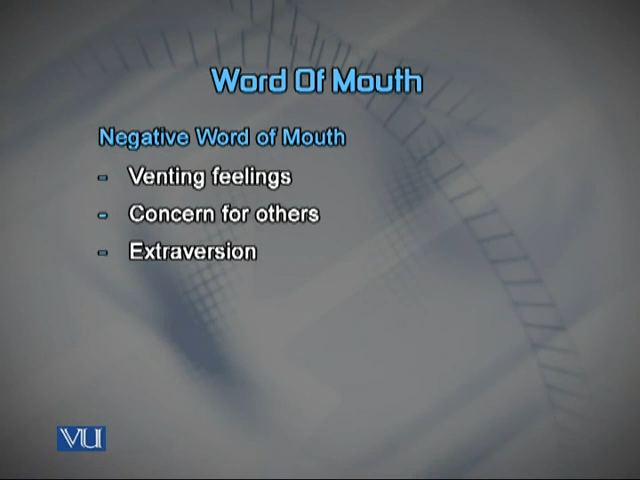 Word Of Mouth
Negative Word of Mouth
- Venting feelings
- Concern for others
- Extraversion
VU